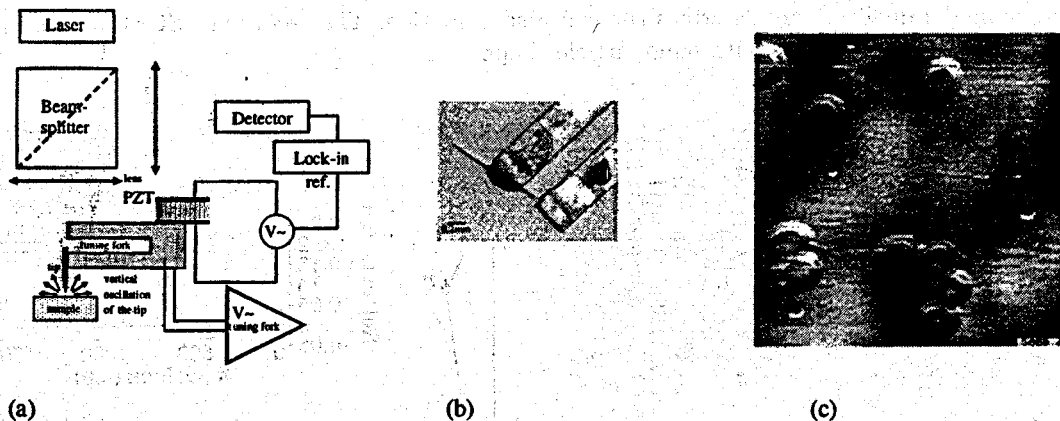 Laser
Beam-
splitter
Detector
Lock-in
ref.
lens
PZT
V~
tuning fork
tip
vertical
oscillation
of the tip
sample
V~
tuning fork
(a)
(b)
(c)